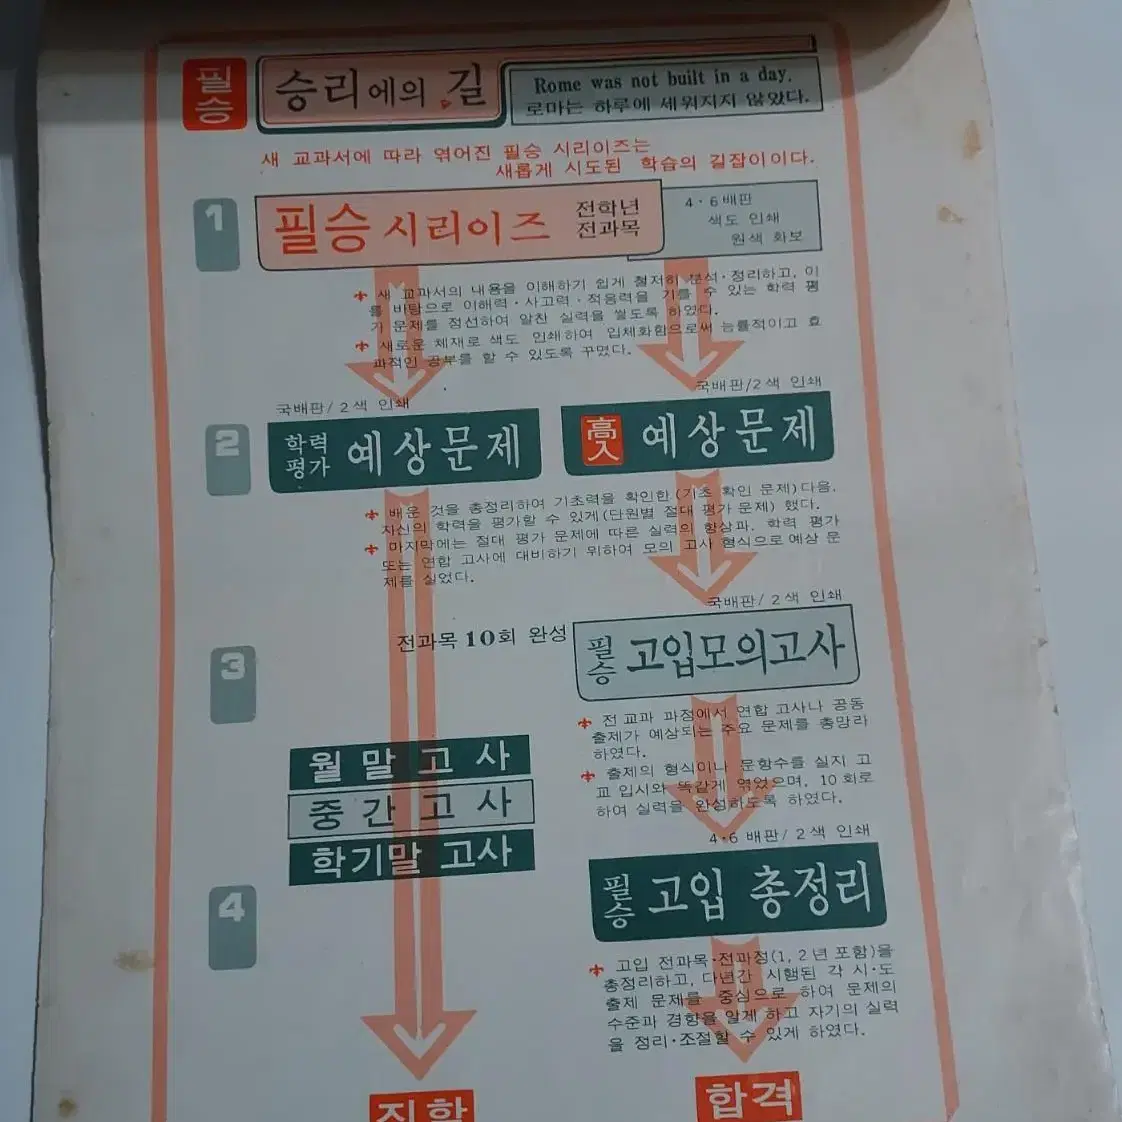 필승
승리에의 길
Rome was not built in a day.
로마는 하루에 세워지지 않았다.
새 교과서에 따라 엮어진 필승 시리이즈는
새롭게 시도된 학습의 길잡이이다.
1
필승 시리이즈
전학년
전과목
4·6배판
색도 인쇄
원색 화보
새 교과서의 내용을 이해하기 쉽게 철저히 분석·정리하고, 이
를 바탕으로 이해력·사고력·적응력을 기를 수 있는 학력 평
가 문제를 정선하여 알찬 실력을 쌓도록 하였다.
새로운 체재로 색도 인쇄하여 입체화함으로써 능률적이고 효
과적인 공부를 할 수 있도록 꾸몄다.
국배판/2색 인쇄
국배판/2색 인쇄
2
학력
평가
예상문제
高入
예상문제
배운 것을 총정리하여 기초력을 확인한(기초 확인 문제)다음.
자신의 학력을 평가할 수 있게(단원별 절대 평가 문제) 했다.
마지막에는 절대 평가 문제에 따른 실력의 향상과. 학력 평가
또는 연합 고사에 대비하기 위하여 모의 고사 형식으로 예상 문
제를 실었다.
국배판/2색 인쇄
3
전과목 10회 완성
필승
고입모의고사
전 교과 과정에서 연합 고사나 공동
출제가 예상되는 주요 문제를 총망라
하였다.
출제의 형식이나 문항수를 실지 고
교 입시와 똑같게 엮었으며, 10회로
하여 실력을 완성하도록 하였다.
월말고사
중간고사
학기말 고사
4·6 배판/2색 인쇄
4
필승
고입 총정리
고입 전과목·전과정(1,2년 포함)을
총정리하고, 다년간 시행된 각 시·도
출제 문제를 중심으로 하여 문제의
수준과 경향을 알게 하고 자기의 실력
을 정리·조절할 수 있게 하였다.
합격